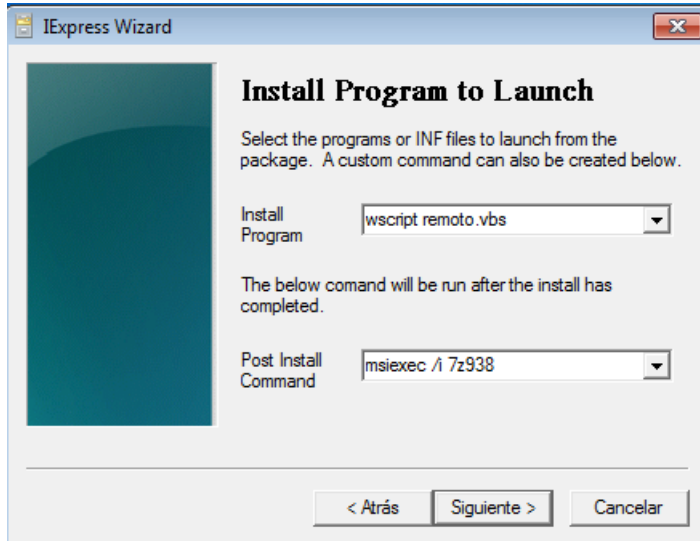 IExpress Wizard
Install Program to Launch
Select the programs or INF files to launch from the
package. A custom command can also be created below.
Install
Program
wscript remoto.vbs
The below comand will be run after the install has
completed.
Post Install
Command
msiexec /i 7z938
< Atrás
Siguiente >
Cancelar